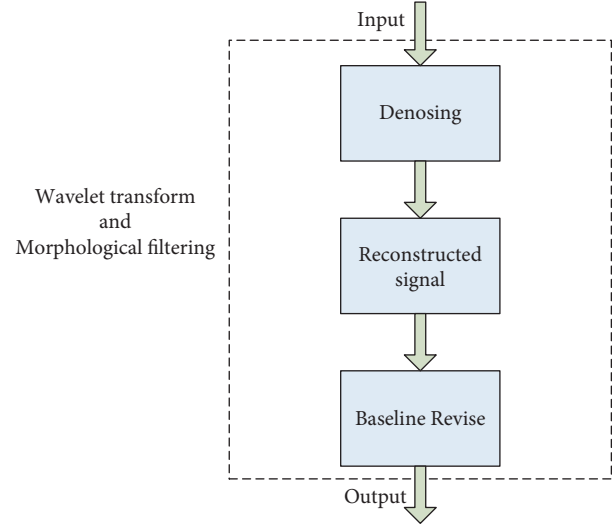 Input
Denosing
Wavelet transform
and
Morphological filtering
Reconstructed
signal
Baseline Revise
Output